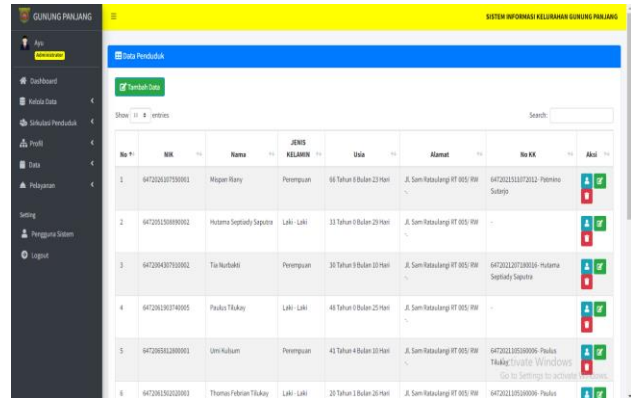 GUNUNG PANJANG
SISTEM INFORMASI KELURAHAN GUNUNG PANJANG
Ayu
Administrator
Data Penduduk
Dashboard
Kelola Data
Sirkulasi Penduduk
Profil
Data
Pelayanan
Setting
Pengguna Sistem
Logout
Tambah Data
Show entries
Search:
No NIK Nama JENIS KELAMIN Usia Alamat No KK Aksi
1 6472026107550001 Mispan Riany Perempuan 66 Tahun 8 Bulan 23 Hari Jl. Sam Rataulangi RT 005/ RW 6472021511072012- Patmino
-. Sutarjo
2 6472051508890002 Hutama Septiady Saputra Laki - Laki 33 Tahun 0 Bulan 29 Hari Jl. Sam Rataulangi RT 005/ RW -
-.
3 6472004307910002 Tia Nurbakti Perempuan 30 Tahun 9 Bulan 10 Hari Jl. Sam Rataulangi RT 005/ RW 6472021207180016- Hutama
-. Septiady Saputra
4 6472061903740005 Paulus Tilukay Laki - Laki 48 Tahun 0 Bulan 25 Hari Jl. Sam Rataulangi RT 005/ RW -
-.
5 6472065812800001 Umi Kulsum Perempuan 41 Tahun 4 Bulan 10 Hari Jl. Sam Rataulangi RT 005/ RW 6472021105160006- Paulus
-. Tilukay
Activate Windows
Go to Settings to activate Windows.
6 6472061502020003 Thomas Febrian Tilukay Laki - Laki 20 Tahun 1 Bulan 26 Hari Jl. Sam Rataulangi RT 005/ RW 6472021105160006- Paulus